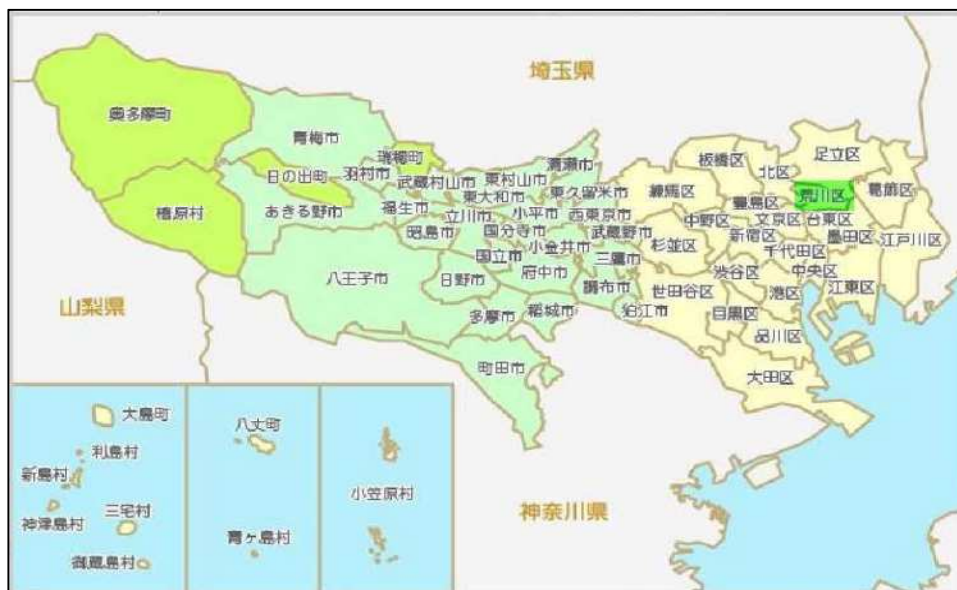 埼玉県
奥多摩町
青梅市
瑞穂町
清瀬市
板橋区
北区
足立区
日の出町
羽村市
武蔵村山市
東村山市
東大和市
東久留米市
練馬区
豊島区
荒川区
葛飾区
檜原村
あきる野市
福生市
立川市
小平市
西東京市
中野区
文京区
台東区
昭島市
国分寺市
武蔵野市
杉並区
新宿区
墨田区
江戸川区
国立市
小金井市
三鷹市
千代田区
八王子市
日野市
府中市
調布市
世田谷区
渋谷区
中央区
港区
江東区
山梨県
多摩市
稲城市
狛江市
目黒区
品川区
町田市
大田区
大島町
利島村
新島村
神津島村
三宅村
御蔵島村
八丈町
青ヶ島村
小笠原村
神奈川県